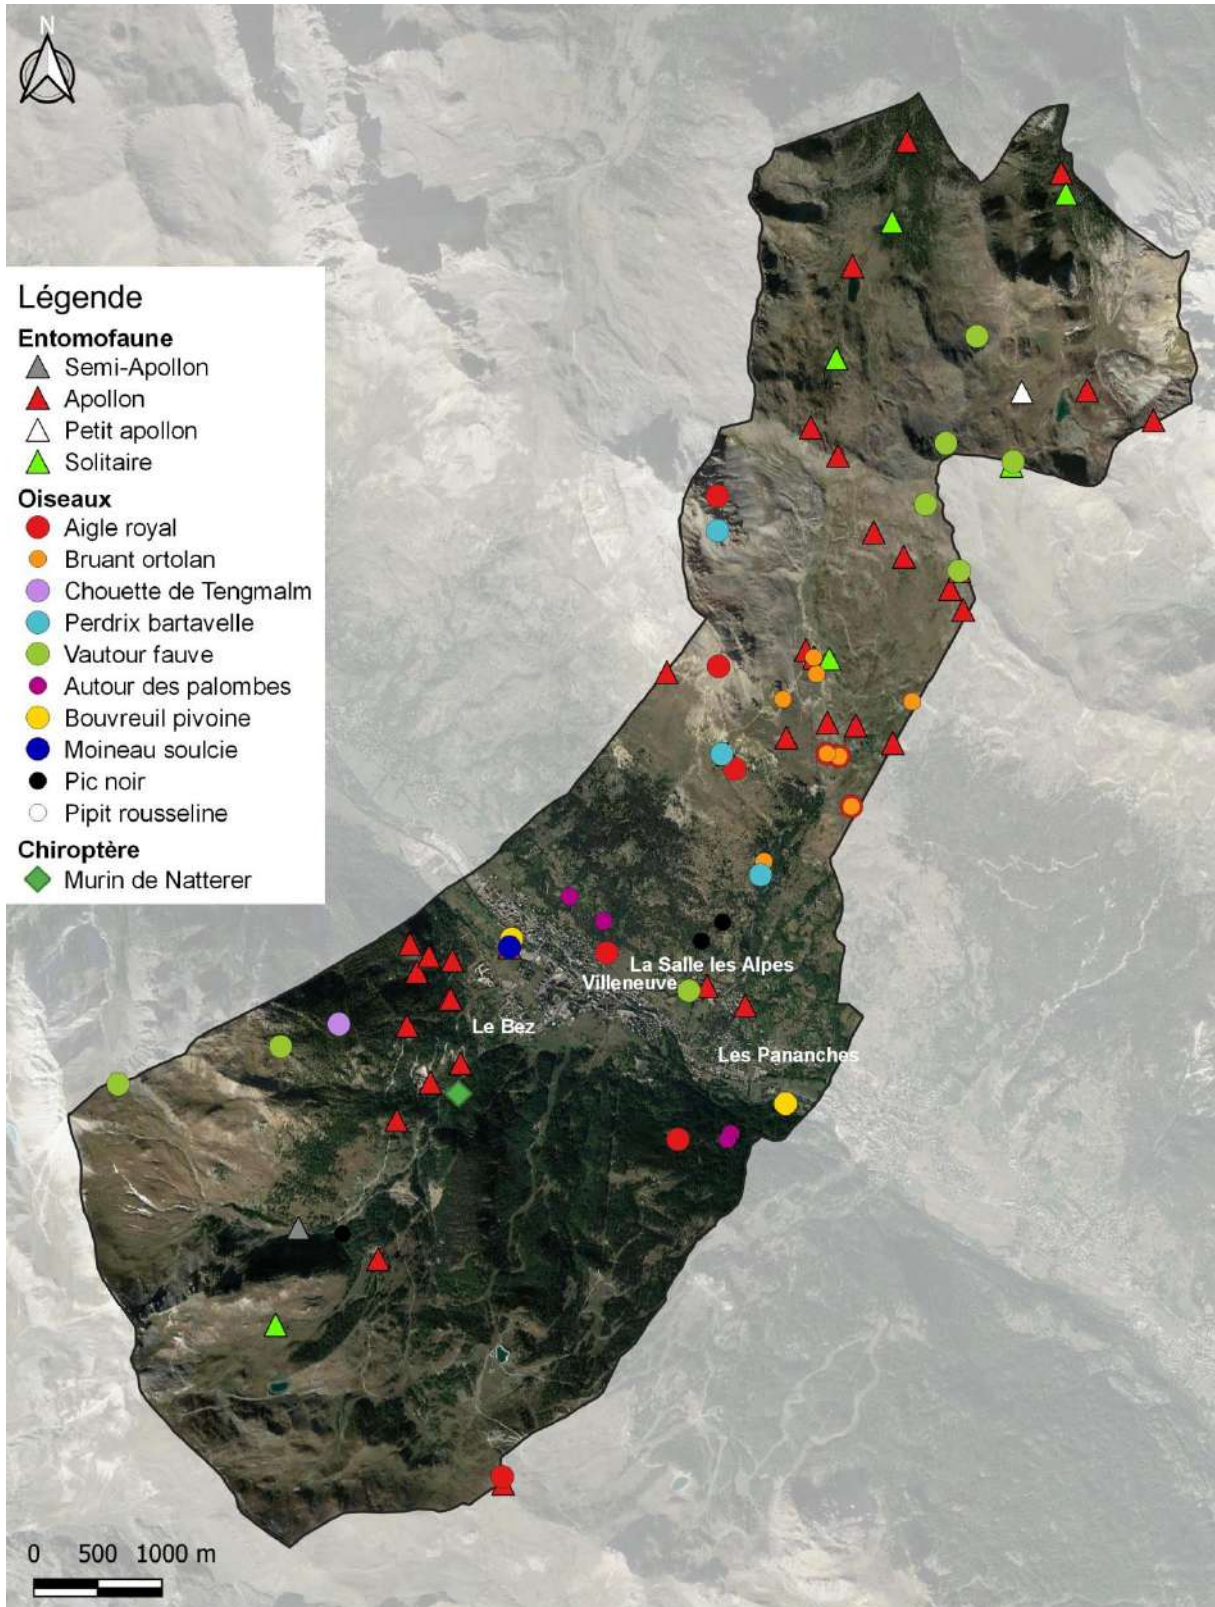 N
Légende
Entomofaune
Semi-Apollon
Apollon
Petit apollon
Solitaire
Oiseaux
Aigle royal
Bruant ortolan
Chouette de Tengmalm
Perdrix bartavelle
Vautour fauve
Autour des palombes
Bouvreuil pivoine
Moineau soulcie
Pic noir
Pipit rousseline
Chiroptère
Murin de Natterer
La Salle les Alpes
Villeneuve
Le Bez
Les Pananches
0 500 1000 m